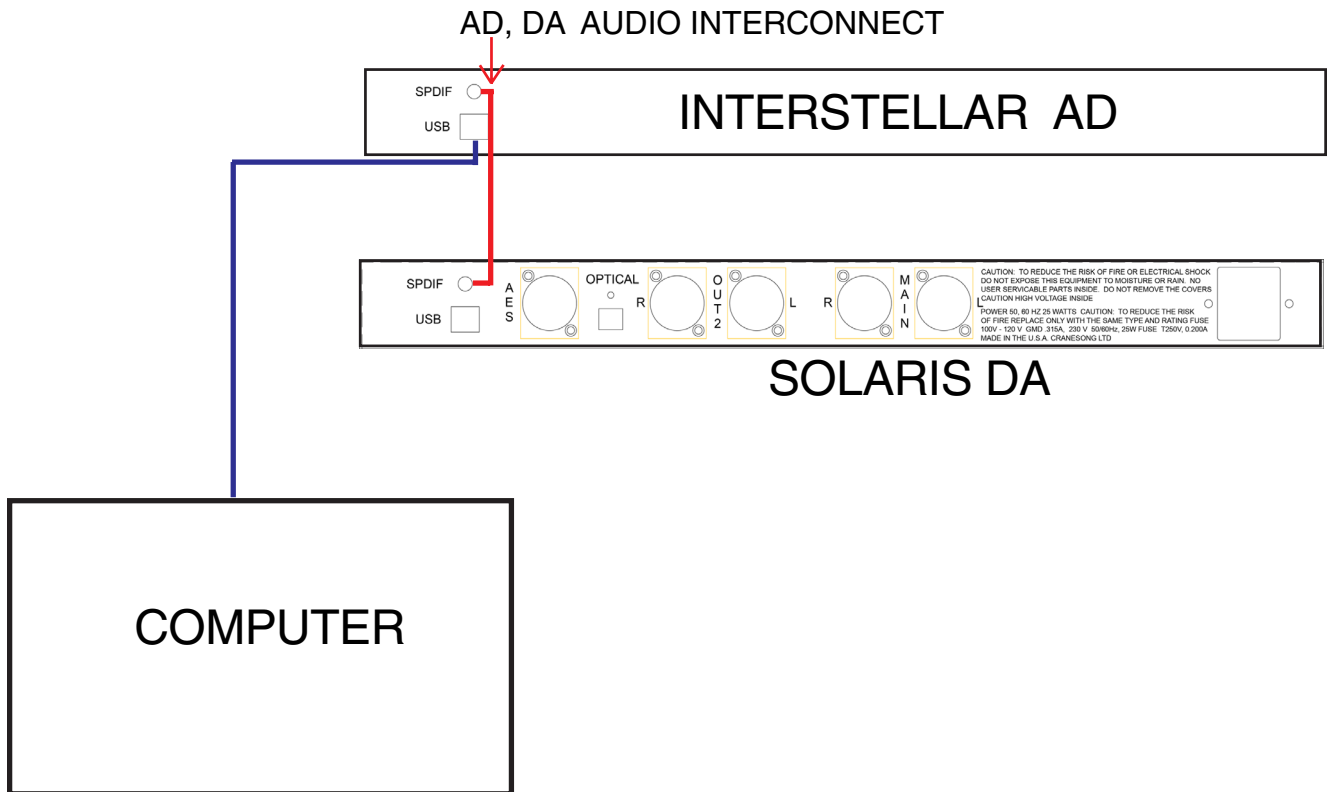 AD, DA AUDIO INTERCONNECT
SPDIF
USB
INTERSTELLAR AD
SPDIF
USB
AES
OPTICAL
R
OUT2
L
R
MAIN
L
CAUTION: TO REDUCE THE RISK OF FIRE OR ELECTRICAL SHOCK
DO NOT EXPOSE THIS EQUIPMENT TO MOISTURE OR RAIN. NO
USER SERVICABLE PARTS INSIDE. DO NOT REMOVE THE COVERS
CAUTION HIGH VOLTAGE INSIDE
POWER 50, 60 HZ 25 WATTS CAUTION: TO REDUCE THE RISK
OF FIRE REPLACE ONLY WITH THE SAME TYPE AND RATING FUSE
100V - 120 V GMD .315A, 230 V 50/60Hz, 25W FUSE T250V, 0.200A
MADE IN THE U.S.A. CRANESONG LTD
SOLARIS DA
COMPUTER